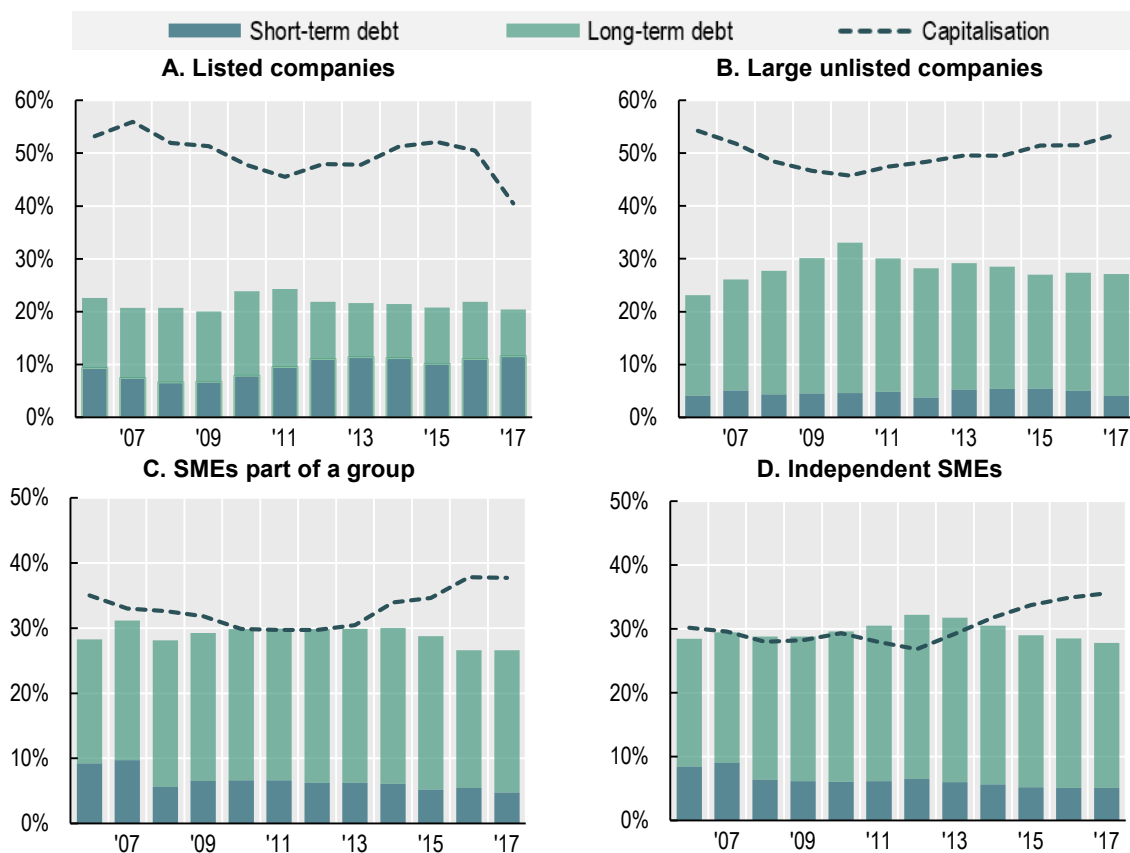 Short-term debt Long-term debt Capitalisation
A. Listed companies
60%
50%
40%
30%
20%
10%
0%
'07 '09 '11 '13 '15 '17
B. Large unlisted companies
60%
50%
40%
30%
20%
10%
0%
'07 '09 '11 '13 '15 '17
C. SMEs part of a group
50%
40%
30%
20%
10%
0%
'07 '09 '11 '13 '15 '17
D. Independent SMEs
50%
40%
30%
20%
10%
0%
'07 '09 '11 '13 '15 '17